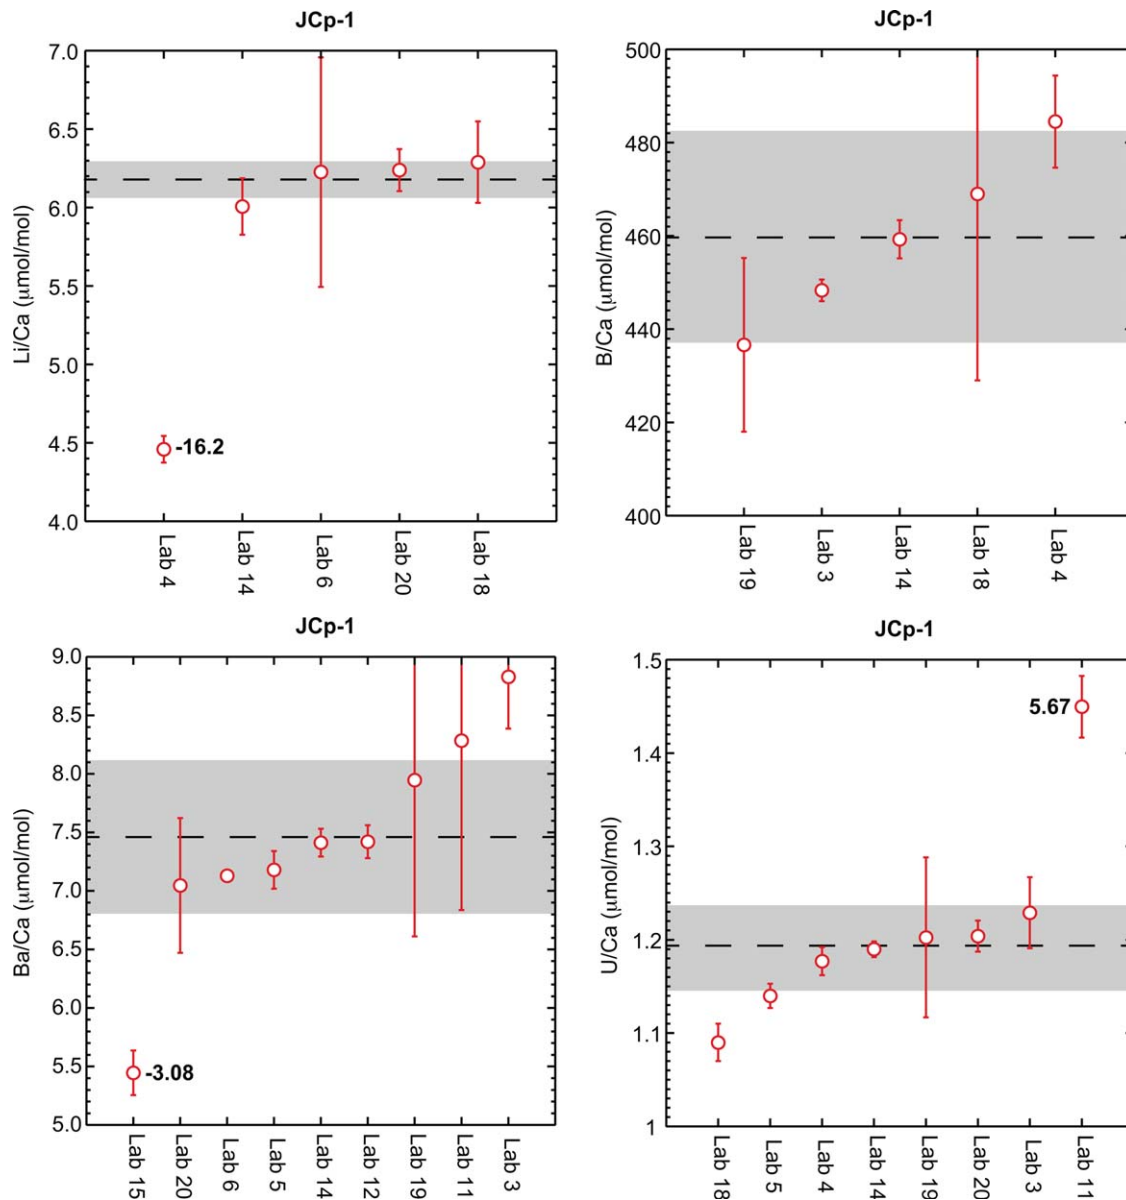 JCp-1
7.0
6.5
6.0
5.5
5.0
4.5
4.0
Li/Ca (μmol/mol)
-16.2
Lab 4
Lab 14
Lab 6
Lab 20
Lab 18
JCp-1
500
480
460
440
420
400
B/Ca (μmol/mol)
Lab 19
Lab 3
Lab 14
Lab 18
Lab 4
JCp-1
9.0
8.5
8.0
7.5
7.0
6.5
6.0
5.5
5.0
Ba/Ca (μmol/mol)
-3.08
Lab 15
Lab 20
Lab 6
Lab 5
Lab 14
Lab 12
Lab 19
Lab 11
Lab 3
JCp-1
1.5
1.4
1.3
1.2
1.1
1
U/Ca (μmol/mol)
5.67
Lab 18
Lab 5
Lab 4
Lab 14
Lab 19
Lab 20
Lab 3
Lab 11